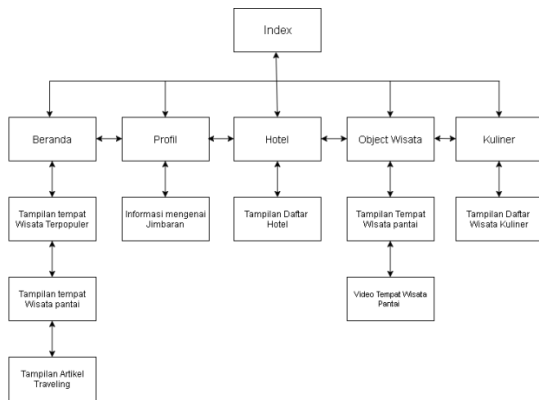 Index
Beranda
Profil
Hotel
Object Wisata
Kuliner
Tampilan tempat
Wisata Terpopuler
Informasi mengenai
Jimbaran
Tampilan Daftar
Hotel
Tampilan Tempat
Wisata pantai
Tampilan Daftar
Wisata Kuliner
Tampilan tempat
Wisata pantai
Video Tempat Wisata
Pantai
Tampilan Artikel
Traveling